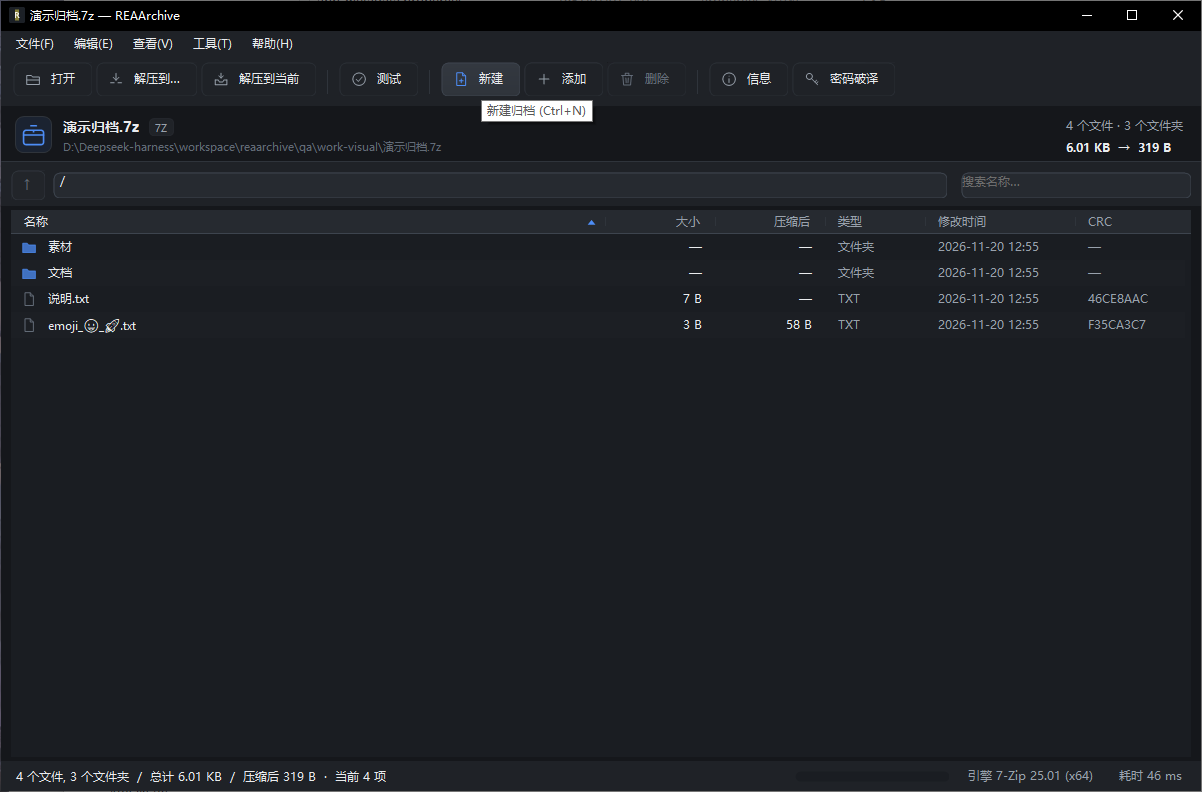 演示归档.7z — REAArchive
文件(F) 编辑(E) 查看(V) 工具(T) 帮助(H)
打开 解压到... 解压到当前 测试 新建 添加 删除 信息 密码破译
新建归档 (Ctrl+N)
演示归档.7z 7Z
D:\Deepseek-harness\workspace\reaarchive\qa\work-visual\演示归档.7z
4 个文件 · 3 个文件夹
6.01 KB → 319 B
↑ / 搜索名称...
名称 大小 压缩后 类型 修改时间 CRC
素材 — — 文件夹 2026-11-20 12:55 —
文档 — — 文件夹 2026-11-20 12:55 —
说明.txt 7 B — TXT 2026-11-20 12:55 46CE8AAC
emoji_😀_🚀.txt 3 B 58 B TXT 2026-11-20 12:55 F35CA3C7
4 个文件, 3 个文件夹 / 总计 6.01 KB / 压缩后 319 B · 当前 4 项 引擎 7-Zip 25.01 (x64) 耗时 46 ms